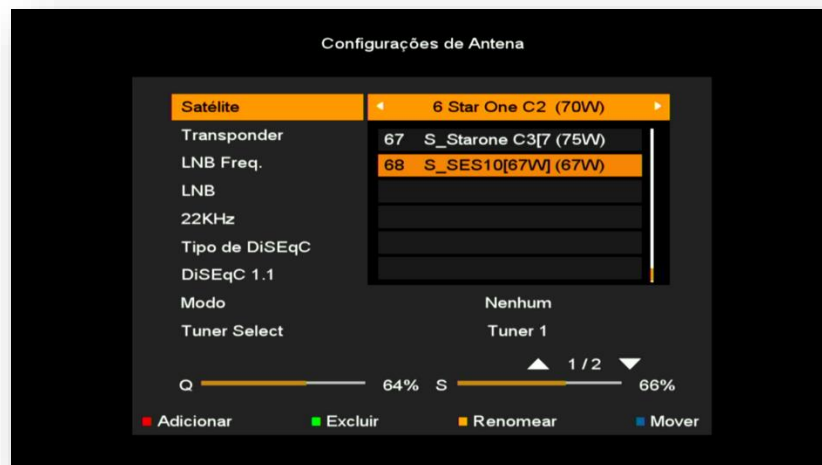 Configurações de Antena
Satélite 6 Star One C2 (70W)
Transponder 67 S_Starone C3[7 (75W)
LNB Freq. 68 S_SES10[67W] (67W)
LNB
22KHz
Tipo de DiSEqC
DiSEqC 1.1
Modo Nenhum
Tuner Select Tuner 1
1/2
Q 64% S 66%
Adicionar Excluir Renomear Mover